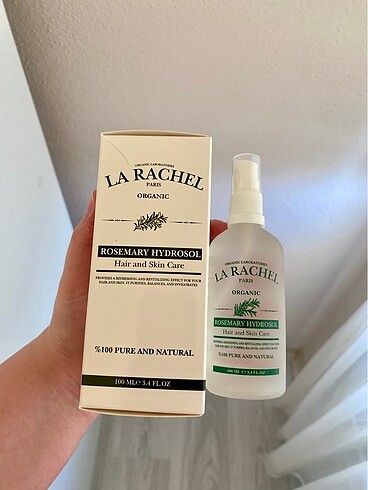 ORGANIC LABORATORIES
LA RACHEL
PARIS
ORGANIC
ROSEMARY HYDROSOL
Hair and Skin Care
PROVIDES A REFRESHING AND REVITALIZING EFFECT FOR YOUR
HAIR AND SKIN. IT PURIFIES, BALANCES, AND INVIGORATES
%100 PURE AND NATURAL
100 ML℮ 3.4 FL.OZ
ORGANIC LABORATORIES
LA RACHEL
PARIS
ORGANIC
ROSEMARY HYDROSOL
Hair and Skin Care
%100 PURE AND NATURAL
100 ML℮ 3.4 FL.OZ